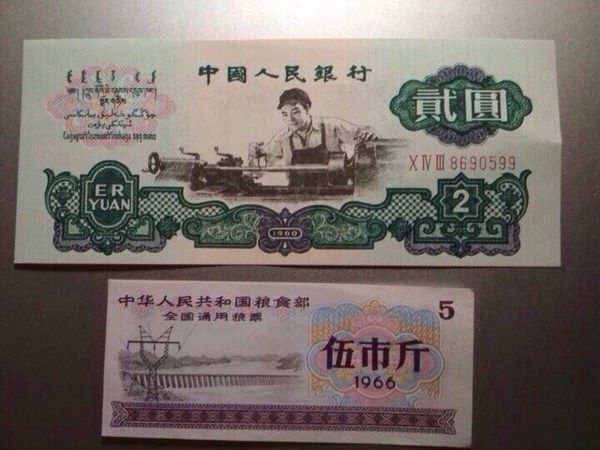 中國人民銀行
貳圓
X IV III 8690599
ER
YUAN
2
1960
中华人民共和国粮食部
全国通用粮票
5
伍市斤
1966